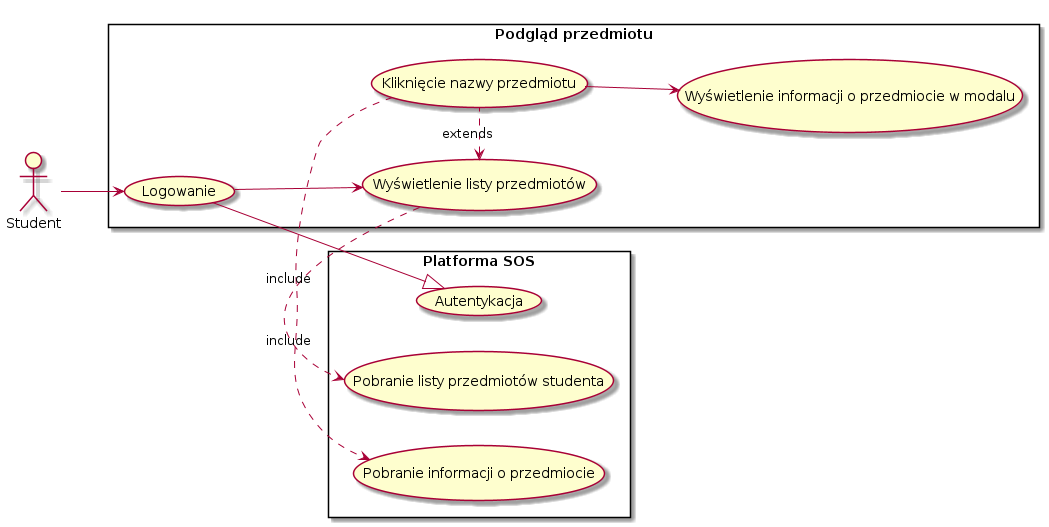 Podgląd przedmiotu
Kliknięcie nazwy przedmiotu
Wyświetlenie informacji o przedmiocie w modalu
extends
Wyświetlenie listy przedmiotów
Logowanie
Student
Platforma SOS
include
Autentykacja
include
Pobranie listy przedmiotów studenta
Pobranie informacji o przedmiocie